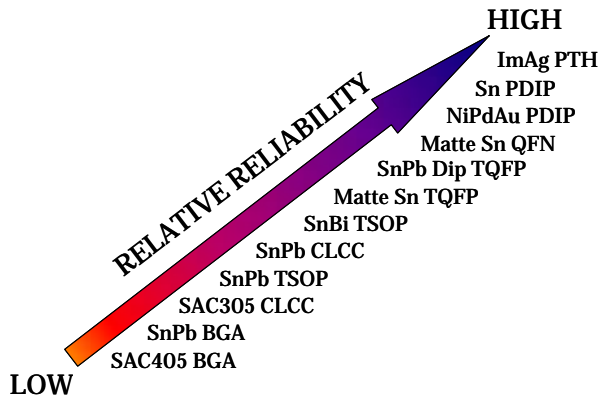 HIGH
ImAg PTH
Sn PDIP
NiPdAu PDIP
Matte Sn QFN
SnPb Dip TQFP
Matte Sn TQFP
SnBi TSOP
SnPb CLCC
SnPb TSOP
SAC305 CLCC
SnPb BGA
SAC405 BGA
LOW
RELATIVE RELIABILITY